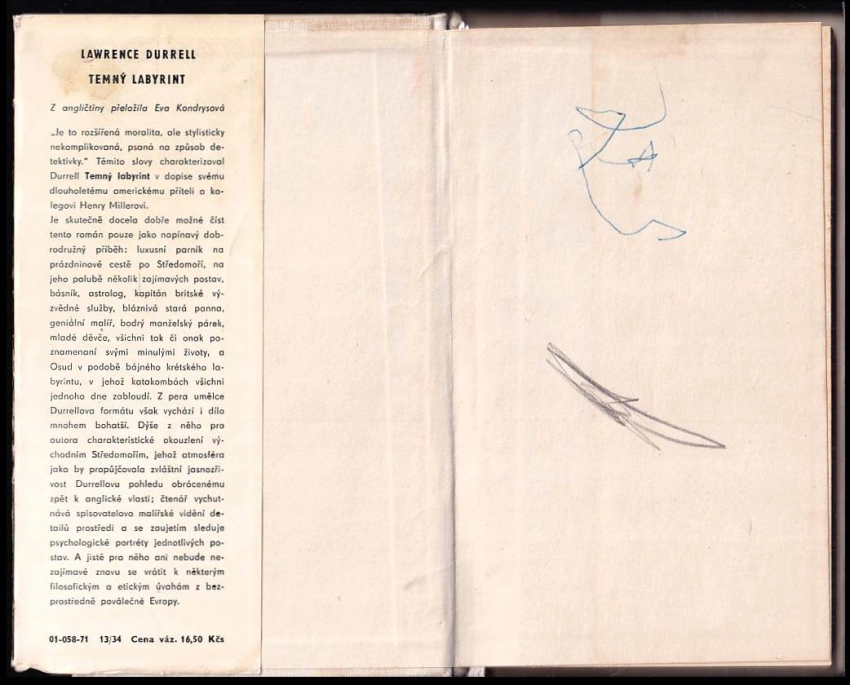 LAWRENCE DURRELL
TEMNÝ LABYRINT
Z angličtiny přeložila Eva Kondrysová
„Je to rozšířená moralita, ale stylisticky
nekomplikovaná, psaná na způsob de-
tektivky.“ Těmito slovy charakterizoval
Durrell Temný labyrint v dopise svému
dlouholetému americkému příteli a ko-
legovi Henry Millerovi.
Je skutečně docela dobře možné číst
tento román pouze jako napínavý dob-
rodružný příběh: luxusní parník na
prázdninové cestě po Středomoří, na
jeho palubě několik zajímavých postav,
básník, astrolog, kapitán britské vý-
zvědné služby, bláznivá stará panna,
geniální malíř, bodrý manželský párek,
mladé děvče, všichni tak či onak po-
znamenaní svými minulými životy, a
Osud v podobě bájného krétského la-
byrintu, v jehož katakombách všichni
jednoho dne zabloudí. Z pera umělce
Durrellova formátu však vychází i dílo
mnohem bohatší. Dýše z něho pro
autora charakteristické okouzlení vý-
chodním Středomořím, jehož atmosféra
jako by propůjčovala zvláštní jasnozři-
vost Durrellovu pohledu obrácenému
zpět k anglické vlasti; čtenář vychut-
nává spisovatelovo malířské vidění de-
tailů prostředí a se zaujetím sleduje
psychologické portréty jednotlivých po-
stav. A jistě pro něho ani nebude ne-
zajímavé znovu se vrátit k některým
filosofickým a etickým úvahám z bez-
prostředně poválečné Evropy.
01-058-71 13/34 Cena váz. 16,50 Kčs